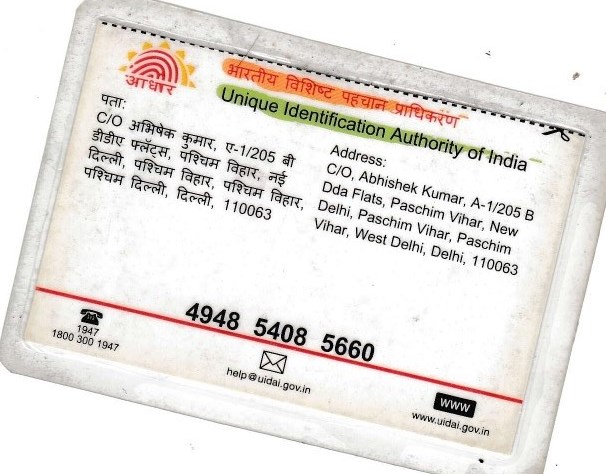 आधार
भारतीय विशिष्ट पहचान प्राधिकरण
Unique Identification Authority of India
पता:
C/O अभिषेक कुमार, ए-1/205 बी
डीडीए फ्लॅट्स, पश्चिम विहार, नई
दिल्ली, पश्चिम विहार, पश्चिम विहार,
पश्चिम दिल्ली, दिल्ली, 110063
Address:
C/O, Abhishek Kumar, A-1/205 B
Dda Flats, Paschim Vihar, New
Delhi, Paschim Vihar, Paschim
Vihar, West Delhi, Delhi, 110063
4948 5408 5660
1947
1800 300 1947
help@uidai.gov.in
www
www.uidai.gov.in